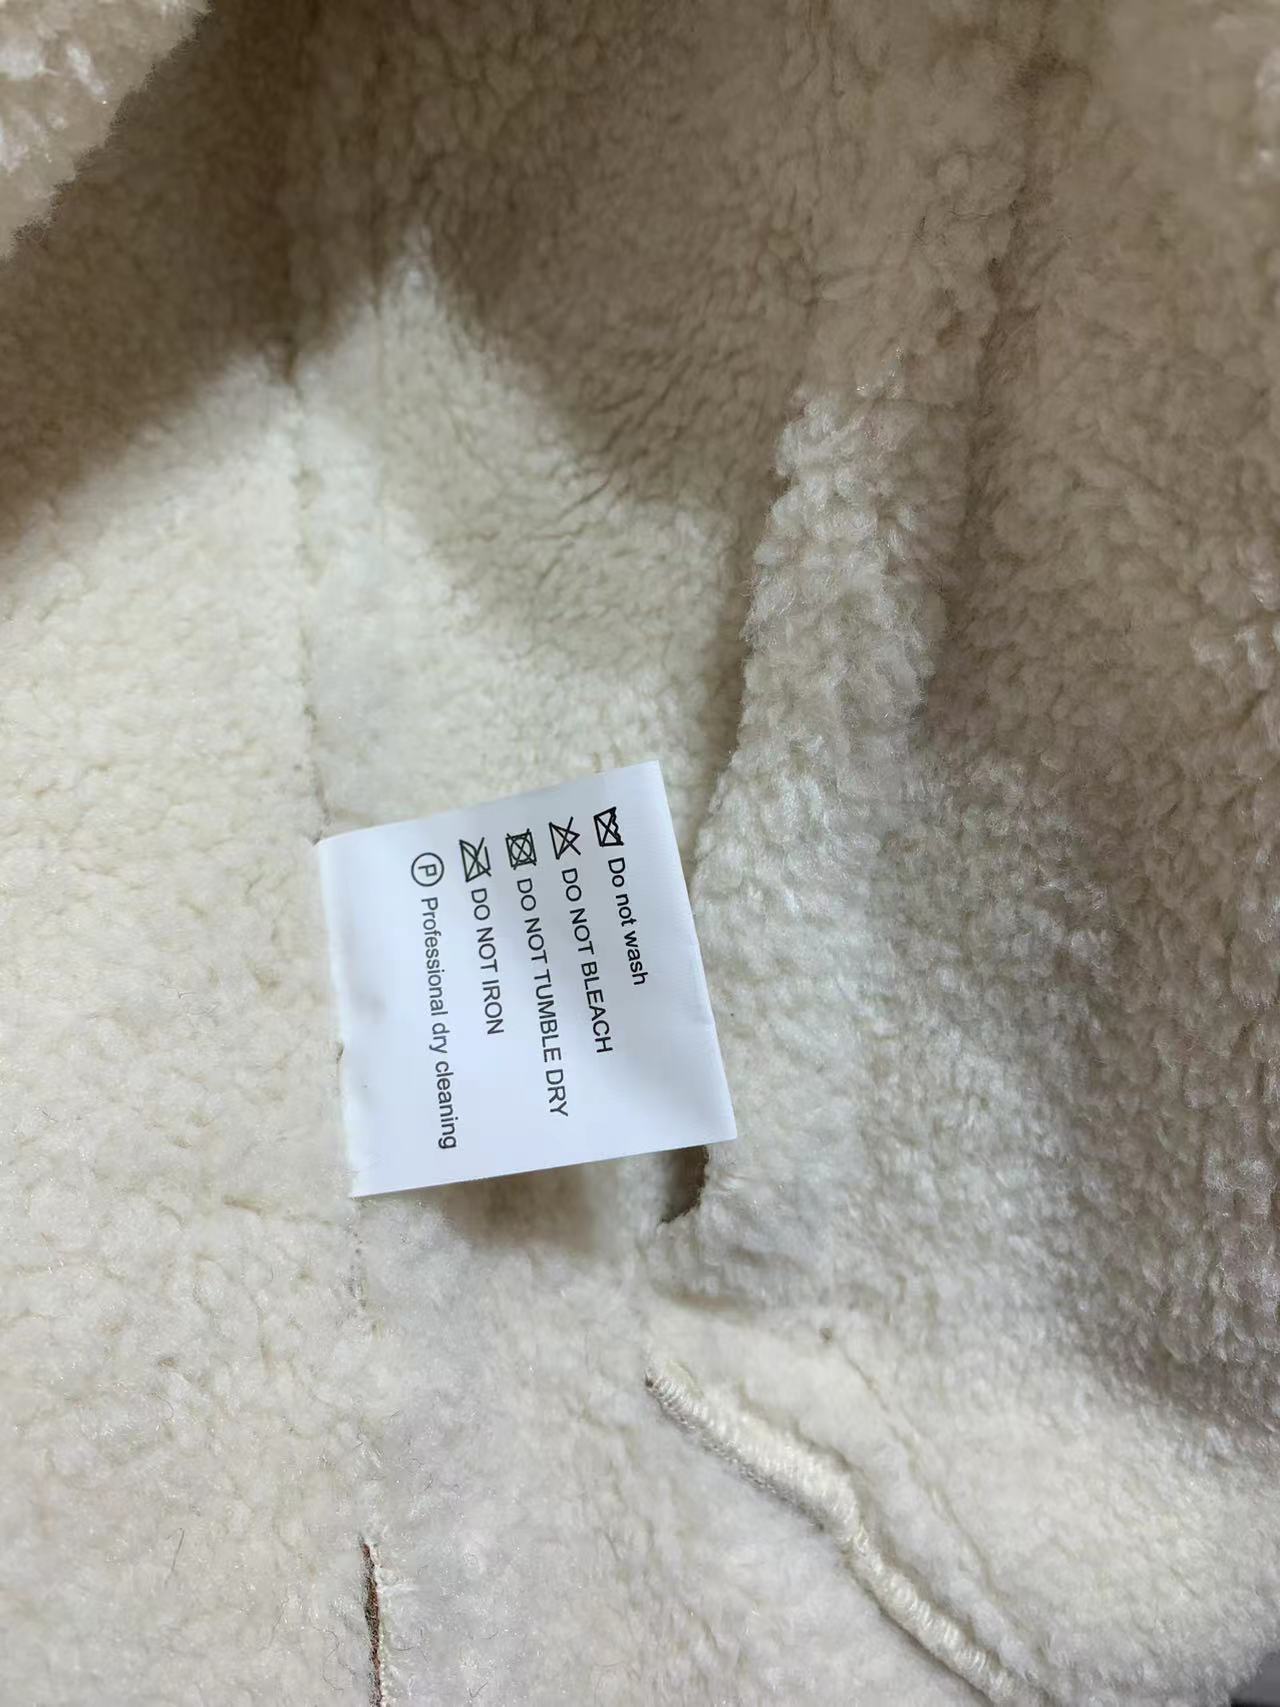 Do not wash
DO NOT BLEACH
DO NOT TUMBLE DRY
DO NOT IRON
P Professional dry cleaning